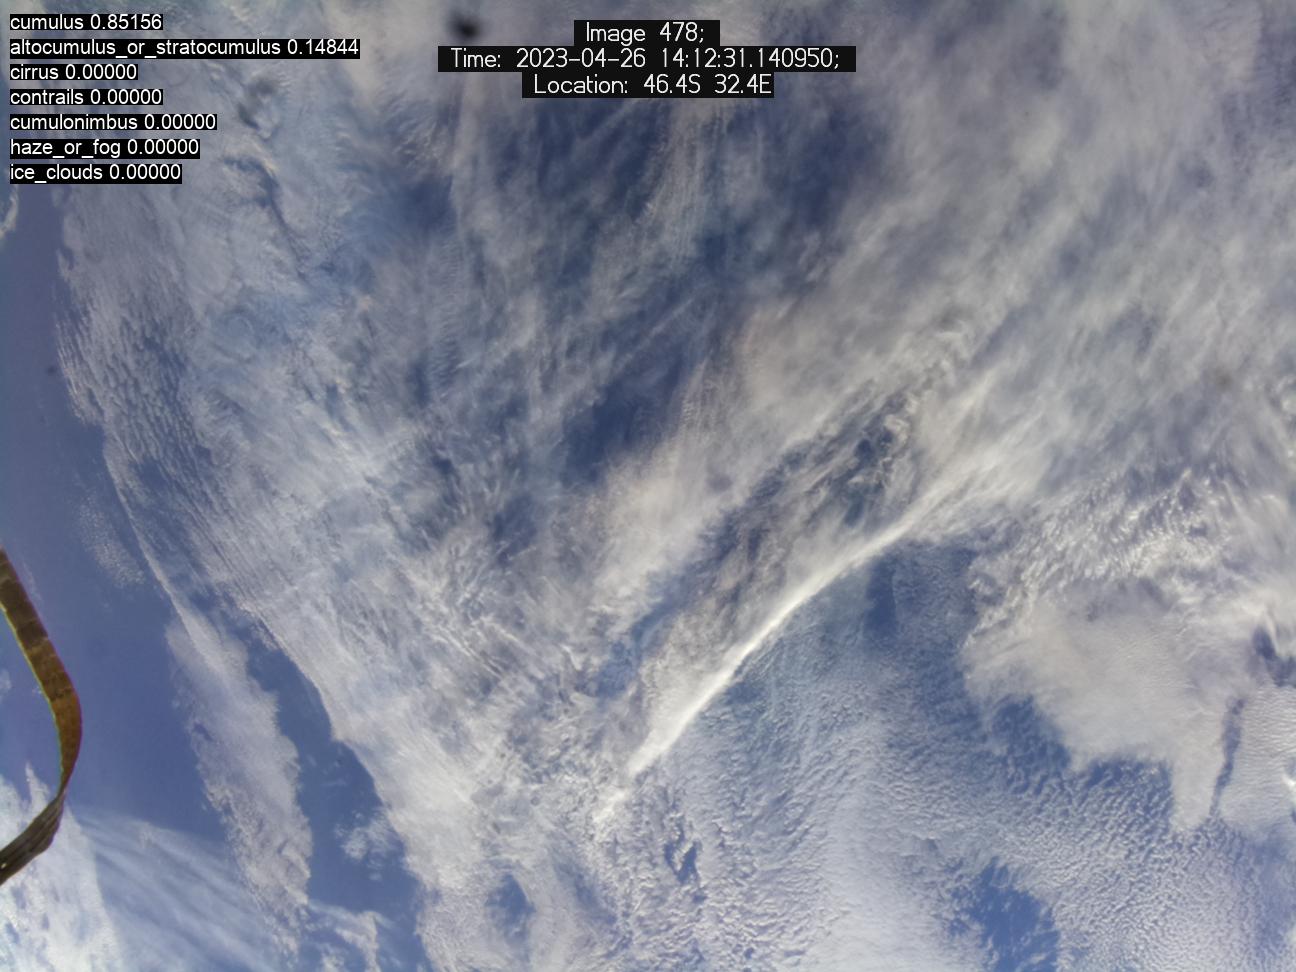 cumulus 0.85156
altocumulus_or_stratocumulus 0.14844
cirrus 0.00000
contrails 0.00000
cumulonimbus 0.00000
haze_or_fog 0.00000
ice_clouds 0.00000
Image 478;
Time: 2023-04-26 14:12:31.140950;
Location: 46.4S 32.4E